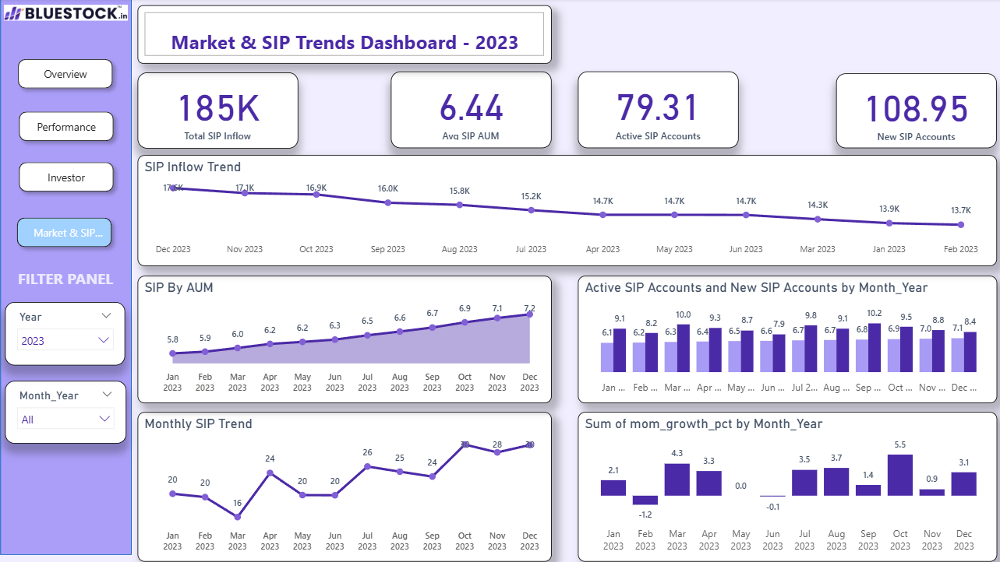 BLUESTOCK™.in
Overview
Performance
Investor
Market & SIP...
FILTER PANEL
Year
2023
Month_Year
All
Market & SIP Trends Dashboard - 2023
185K
Total SIP Inflow
6.44
Avg SIP AUM
79.31
Active SIP Accounts
108.95
New SIP Accounts
SIP Inflow Trend
17.6K 17.1K 16.9K 16.0K 15.8K 15.2K 14.7K 14.7K 14.7K 14.3K 13.9K 13.7K
Dec 2023 Nov 2023 Oct 2023 Sep 2023 Aug 2023 Jul 2023 Apr 2023 May 2023 Jun 2023 Mar 2023 Jan 2023 Feb 2023
SIP By AUM
5.8 5.9 6.0 6.2 6.2 6.3 6.5 6.6 6.7 6.9 7.1 7.2
Jan Feb Mar Apr May Jun Jul Aug Sep Oct Nov Dec
2023 2023 2023 2023 2023 2023 2023 2023 2023 2023 2023 2023
Active SIP Accounts and New SIP Accounts by Month_Year
6.1 9.1 6.2 8.2 6.3 10.0 6.4 9.3 6.5 8.7 6.6 7.9 6.7 9.8 6.7 9.1 6.8 10.2 6.9 9.5 7.0 8.8 7.1 8.4
Jan ... Feb ... Mar ... Apr ... May ... Jun ... Jul 2... Aug ... Sep ... Oct ... Nov ... Dec ...
Monthly SIP Trend
20 20 16 24 20 20 26 25 24 30 28 30
Jan Feb Mar Apr May Jun Jul Aug Sep Oct Nov Dec
2023 2023 2023 2023 2023 2023 2023 2023 2023 2023 2023 2023
Sum of mom_growth_pct by Month_Year
2.1 -1.2 4.3 3.3 0.0 -0.1 3.5 3.7 1.4 5.5 0.9 3.1
Jan Feb Mar Apr May Jun Jul Aug Sep Oct Nov Dec
2023 2023 2023 2023 2023 2023 2023 2023 2023 2023 2023 2023